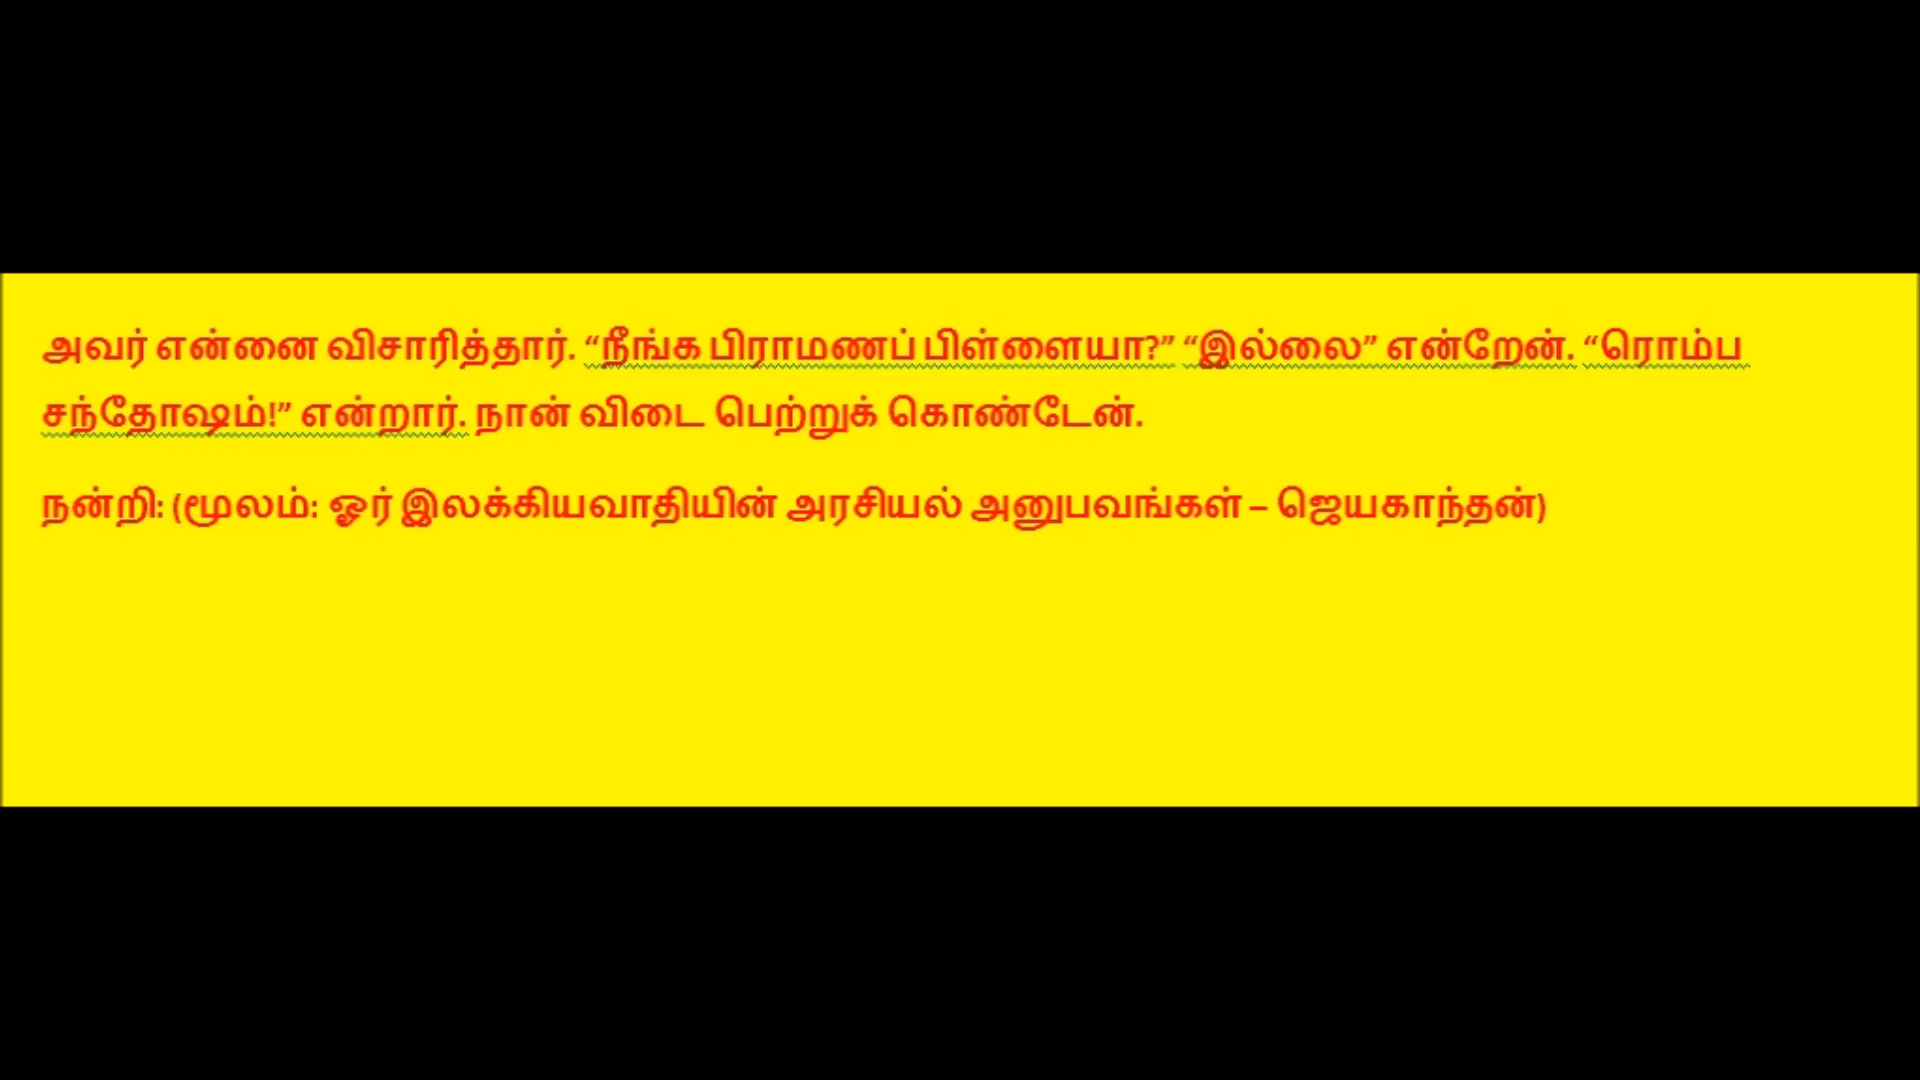 அவர் என்னை விசாரித்தார். “நீங்க பிராமணப் பிள்ளையா?” “இல்லை” என்றேன். “ரொம்ப
சந்தோஷம்!” என்றார். நான் விடை பெற்றுக் கொண்டேன்.
நன்றி: (மூலம்: ஓர் இலக்கியவாதியின் அரசியல் அனுபவங்கள் – ஜெயகாந்தன்)